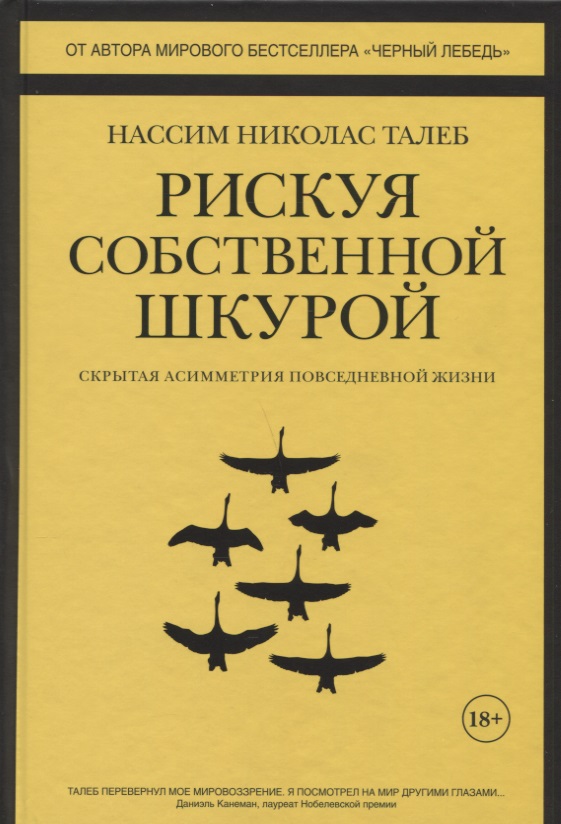 ОТ АВТОРА МИРОВОГО БЕСТСЕЛЛЕРА «ЧЕРНЫЙ ЛЕБЕДЬ»
НАССИМ НИКОЛАС ТАЛЕБ
РИСКУЯ
СОБСТВЕННОЙ
ШКУРОЙ
СКРЫТАЯ АСИММЕТРИЯ ПОВСЕДНЕВНОЙ ЖИЗНИ
18+
ТАЛЕБ ПЕРЕВЕРНУЛ МОЕ МИРОВОЗЗРЕНИЕ. Я ПОСМОТРЕЛ НА МИР ДРУГИМИ ГЛАЗАМИ...
Даниэль Канеман, лауреат Нобелевской премии